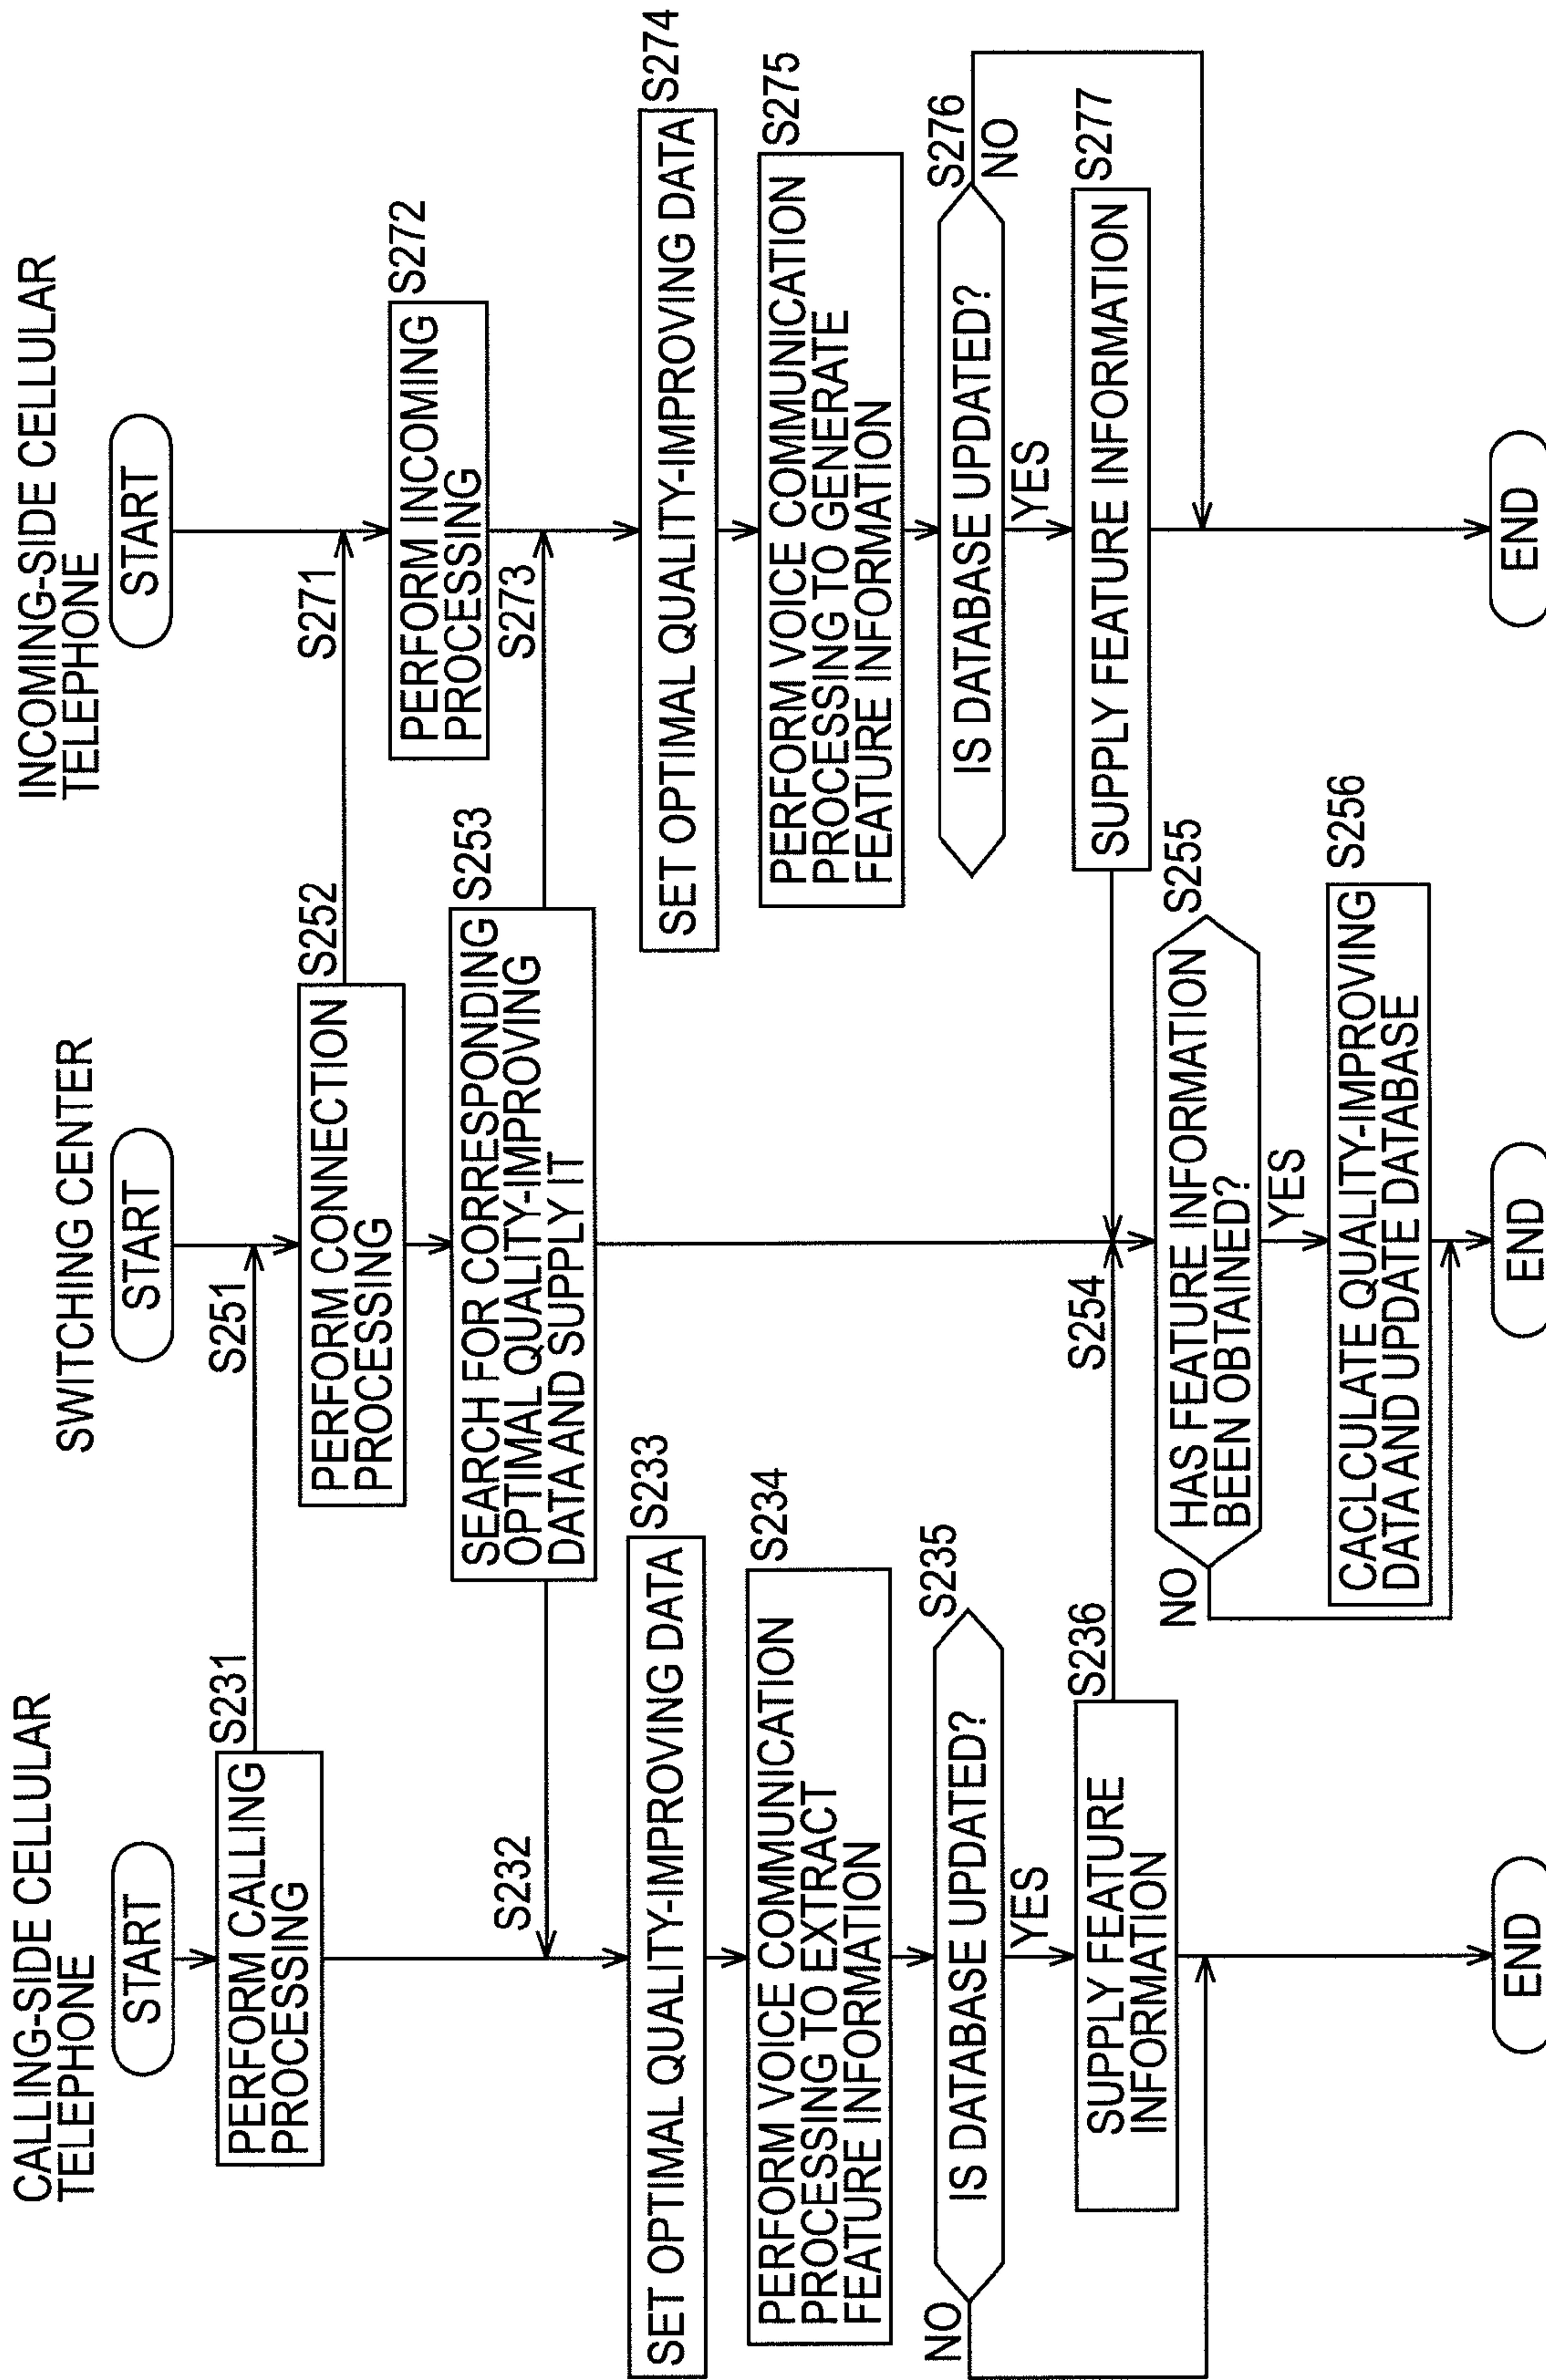 CALLING-SIDE CELLULAR
TELEPHONE
START
PERFORM CALLING
PROCESSING
S231
S232
SET OPTIMAL QUALITY-IMPROVING DATA
S233
PERFORM VOICE COMMUNICATION
PROCESSING TO EXTRACT
FEATURE INFORMATION
S234
IS DATABASE UPDATED?
S235
NO
YES
SUPPLY FEATURE
INFORMATION
S236
END
SWITCHING CENTER
START
S251
PERFORM CONNECTION
PROCESSING
S252
SEARCH FOR CORRESPONDING
OPTIMAL QUALITY-IMPROVING
DATA AND SUPPLY IT
S253
S254
HAS FEATURE INFORMATION
BEEN OBTAINED?
S255
NO
YES
CACLCULATE QUALITY-IMPROVING
DATA AND UPDATE DATABASE
S256
END
INCOMING-SIDE CELLULAR
TELEPHONE
START
S271
PERFORM INCOMING
PROCESSING
S272
S273
SET OPTIMAL QUALITY-IMPROVING DATA
S274
PERFORM VOICE COMMUNICATION
PROCESSING TO GENERATE
FEATURE INFORMATION
S275
IS DATABASE UPDATED?
S276
NO
YES
SUPPLY FEATURE INFORMATION
S277
END